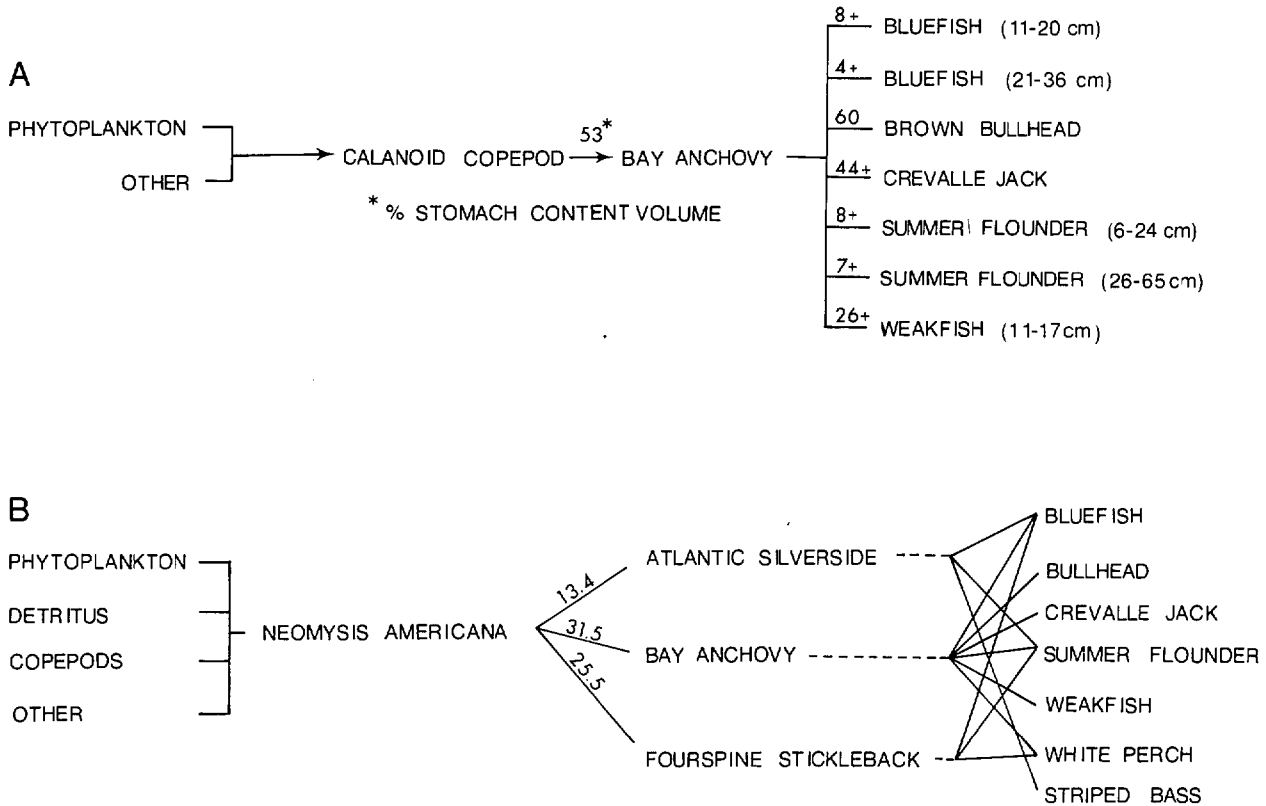 A
PHYTOPLANKTON
OTHER
CALANOID COPEPOD
53*
BAY ANCHOVY
* % STOMACH CONTENT VOLUME
8+ BLUEFISH (11-20 cm)
4+ BLUEFISH (21-36 cm)
60 BROWN BULLHEAD
44+ CREVALLE JACK
8+ SUMMER FLOUNDER (6-24 cm)
7+ SUMMER FLOUNDER (26-65cm)
26+ WEAKFISH (11-17cm)
B
PHYTOPLANKTON
DETRITUS
COPEPODS
OTHER
NEOMYSIS AMERICANA
13.4
31.5
25.5
ATLANTIC SILVERSIDE
BAY ANCHOVY
FOURSPINE STICKLEBACK
BLUEFISH
BULLHEAD
CREVALLE JACK
SUMMER FLOUNDER
WEAKFISH
WHITE PERCH
STRIPED BASS